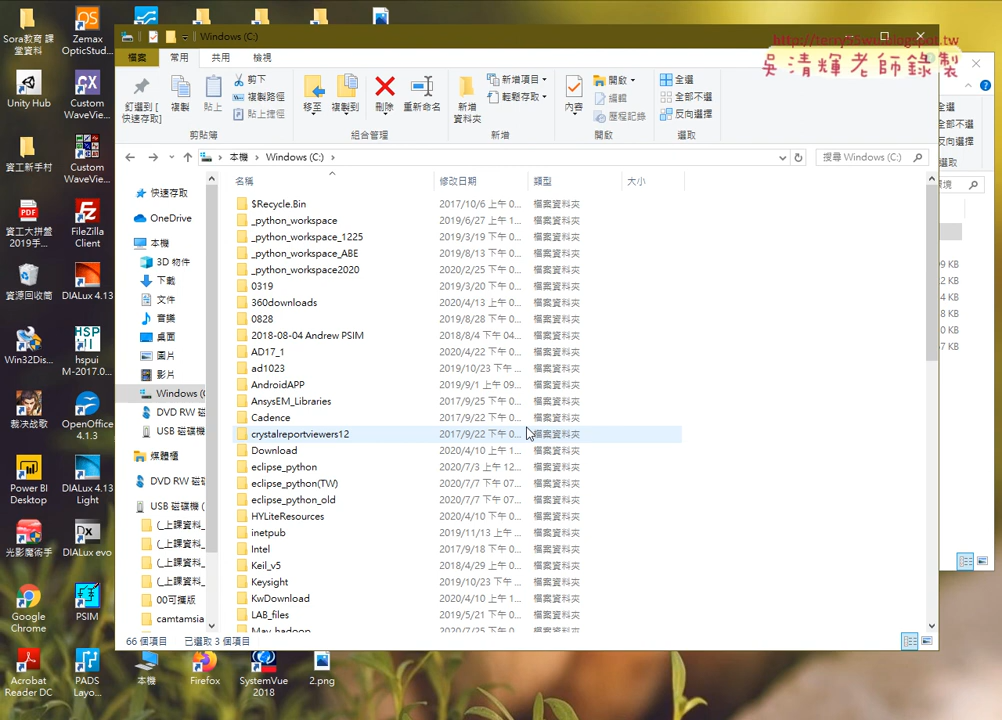 Sora教育 課
堂資料
Zemax
OpticStud...
Unity Hub
Custom
WaveView...
資工新手村
Custom
WaveVie...
資工大拼盤
2019手...
FileZilla
Client
資源回收筒
DIALux 4.13
Win32Dis...
hspui
M-2017.0...
裁决战歌
OpenOffice
4.1.3
Power BI
Desktop
DIALux 4.13
Light
光影魔術手
DIALux evo
Google
Chrome
PSIM
Acrobat
Reader DC
PADS
Layo...
本機
Firefox
SystemVue
2018
2.png
Windows (C:)
http://terry55wu.blogspot.tw
吳清輝老師錄製
檔案
常用
共用
檢視
釘選到 [
快速存取]
複製
貼上
剪下
複製路徑
貼上捷徑
剪貼簿
移至
複製到
刪除
重新命名
組合管理
新增
資料夾
新增項目
輕鬆存取
新增
內容
開啟
編輯
歷程記錄
開啟
全選
全部不選
反向選擇
選取
本機 > Windows (C:) >
搜尋 Windows (C:)
名稱 修改日期 類型 大小
$Recycle.Bin 2017/10/6 上午 0... 檔案資料夾
_python_workspace 2019/6/27 上午 1... 檔案資料夾
_python_workspace_1225 2019/3/19 下午 0... 檔案資料夾
_python_workspace_ABE 2019/8/13 下午 0... 檔案資料夾
_python_workspace2020 2020/2/25 下午 0... 檔案資料夾
0319 2019/3/20 下午 0... 檔案資料夾
360downloads 2020/4/13 上午 0... 檔案資料夾
0828 2019/8/28 下午 0... 檔案資料夾
2018-08-04 Andrew PSIM 2018/8/4 下午 04... 檔案資料夾
AD17_1 2020/4/22 下午 0... 檔案資料夾
ad1023 2019/10/23 下午 ... 檔案資料夾
AndroidAPP 2019/9/1 上午 09... 檔案資料夾
AnsysEM_Libraries 2017/9/25 下午 0... 檔案資料夾
Cadence 2017/9/22 下午 0... 檔案資料夾
crystalreportviewers12 2017/9/22 下午 0... 檔案資料夾
Download 2020/4/10 上午 1... 檔案資料夾
eclipse_python 2020/7/3 上午 12... 檔案資料夾
eclipse_python(TW) 2020/7/7 下午 07... 檔案資料夾
eclipse_python_old 2020/7/7 下午 07... 檔案資料夾
HYLiteResources 2020/4/10 下午 0... 檔案資料夾
inetpub 2019/11/13 上午 ... 檔案資料夾
Intel 2017/9/18 下午 0... 檔案資料夾
Keil_v5 2018/4/29 上午 0... 檔案資料夾
Keysight 2019/10/23 下午 ... 檔案資料夾
KwDownload 2020/4/10 上午 1... 檔案資料夾
LAB_files 2019/5/21 下午 0... 檔案資料夾
May_hadoop 2020/7/25 下午 0... 檔案資料夾
快速存取
OneDrive
本機
3D 物件
下載
文件
音樂
桌面
圖片
影片
Windows (C
DVD RW 磁
USB 磁碟機
媒體櫃
DVD RW 磁
USB 磁碟機 (
(_上課資料_
(_上課資料_
(_上課資料_
(_上課資料_
00可攜版
camtamsia
66 個項目 已選取 3 個項目
全選
全部不選
反向選擇
選取